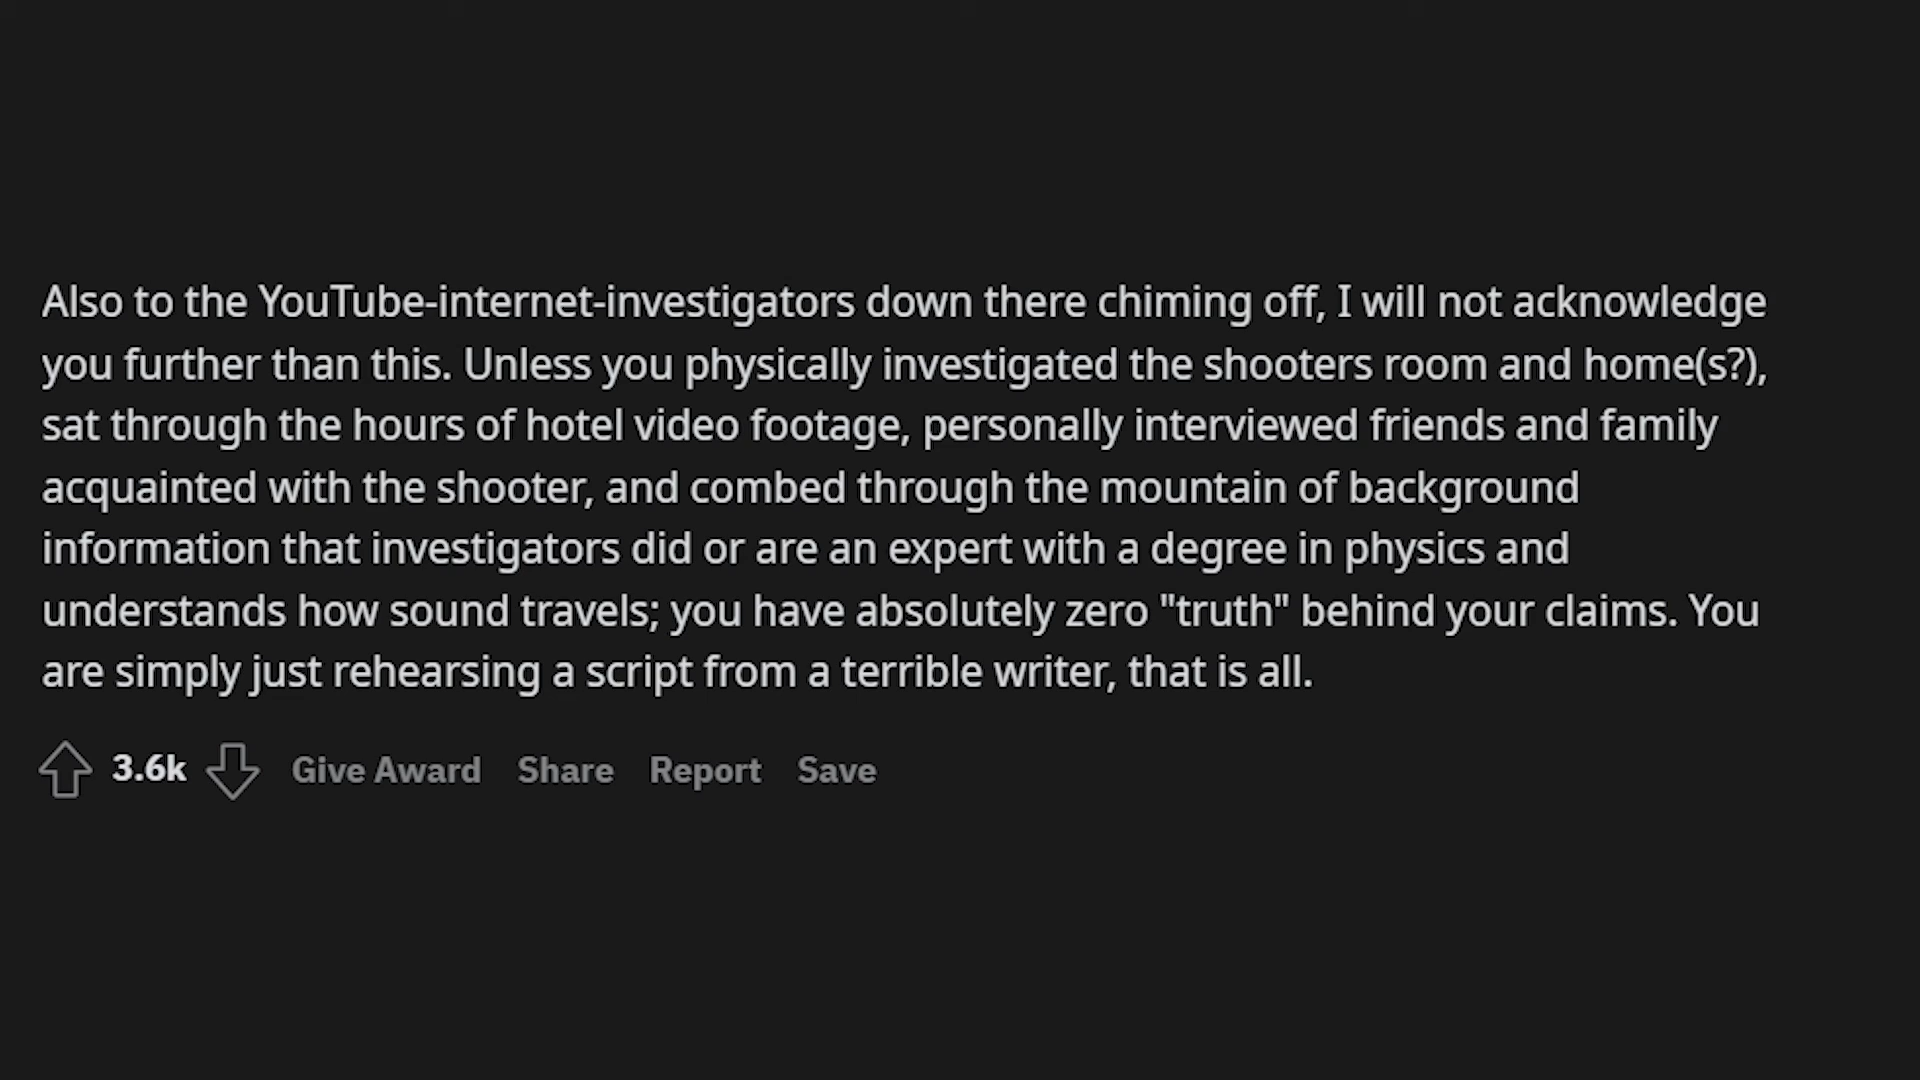 Also to the YouTube-internet-investigators down there chiming off, I will not acknowledge
you further than this. Unless you physically investigated the shooters room and home(s?),
sat through the hours of hotel video footage, personally interviewed friends and family
acquainted with the shooter, and combed through the mountain of background
information that investigators did or are an expert with a degree in physics and
understands how sound travels; you have absolutely zero "truth" behind your claims. You
are simply just rehearsing a script from a terrible writer, that is all.
3.6k Give Award Share Report Save